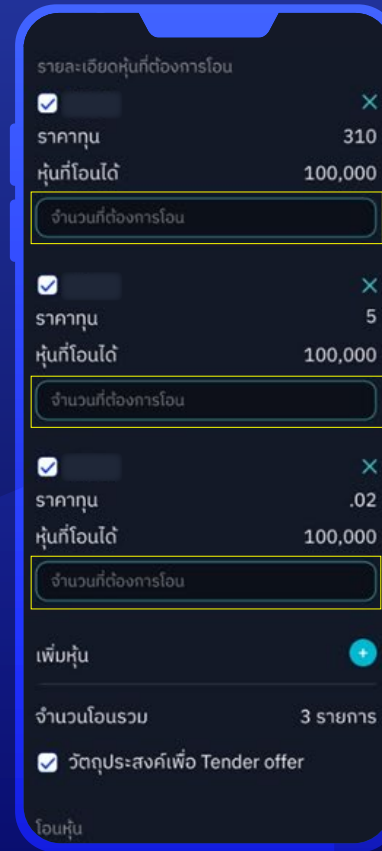 รายละเอียดหุ้นที่ต้องการโอน
ราคาทุน 310
หุ้นที่โอนได้ 100,000
จำนวนที่ต้องการโอน
ราคาทุน 5
หุ้นที่โอนได้ 100,000
จำนวนที่ต้องการโอน
ราคาทุน .02
หุ้นที่โอนได้ 100,000
จำนวนที่ต้องการโอน
เพิ่มหุ้น
จำนวนโอนรวม 3 รายการ
วัตถุประสงค์เพื่อ Tender offer
โอนหุ้น